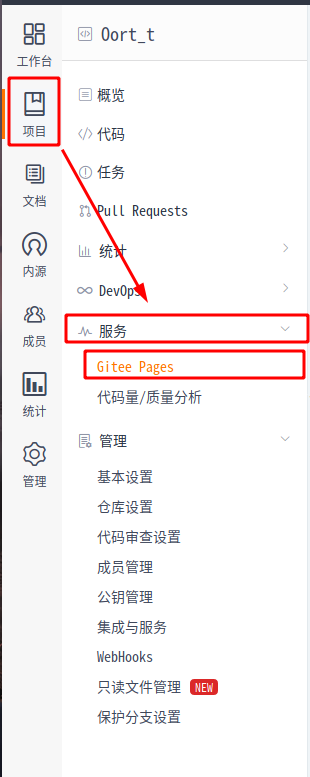 工作台
项目
文档
内源
成员
统计
管理
Oort_t
概览
代码
任务
Pull Requests
统计
DevOps
服务
Gitee Pages
代码量/质量分析
管理
基本设置
仓库设置
代码审查设置
成员管理
公钥管理
集成与服务
WebHooks
只读文件管理 NEW
保护分支设置